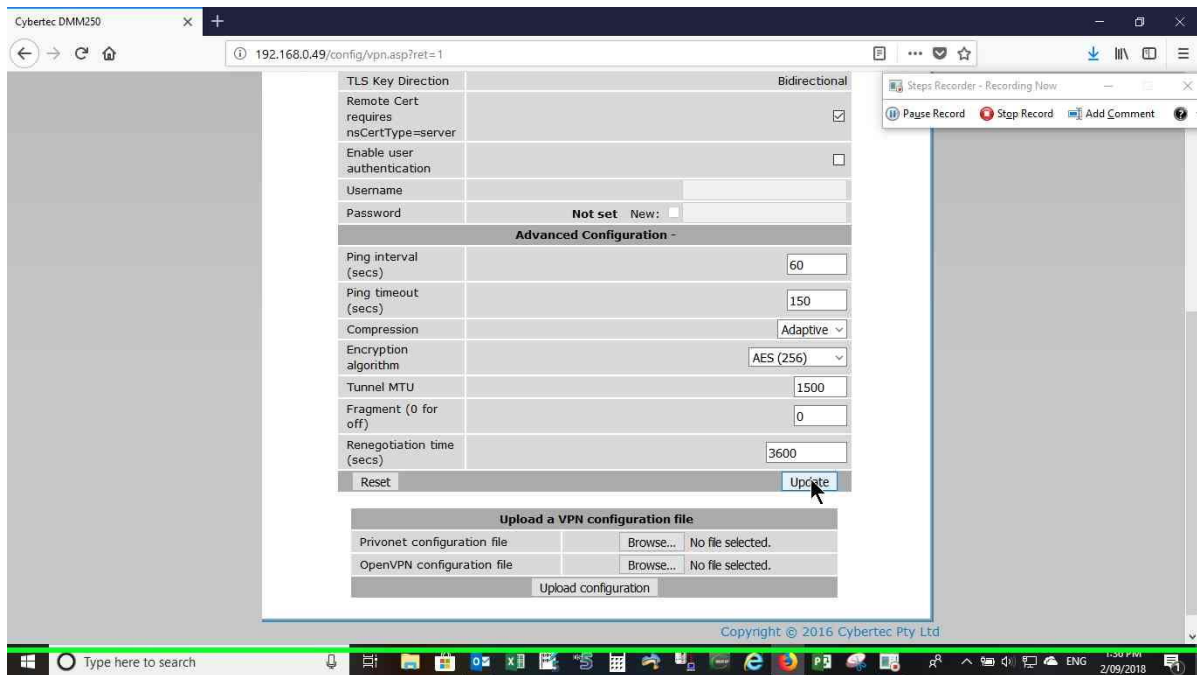 Cybertec DMM250
192.168.0.49/config/vpn.asp?ret=1
Steps Recorder - Recording Now
Pause Record Stop Record Add Comment
TLS Key Direction Bidirectional
Remote Cert
requires
nsCertType=server
Enable user
authentication
Username
Password Not set New:
Advanced Configuration -
Ping interval
(secs) 60
Ping timeout
(secs) 150
Compression Adaptive
Encryption
algorithm AES (256)
Tunnel MTU 1500
Fragment (0 for
off) 0
Renegotiation time
(secs) 3600
Reset Update
Upload a VPN configuration file
Privonet configuration file Browse... No file selected.
OpenVPN configuration file Browse... No file selected.
Upload configuration
Copyright © 2016 Cybertec Pty Ltd
Type here to search
ENG
2/09/2018